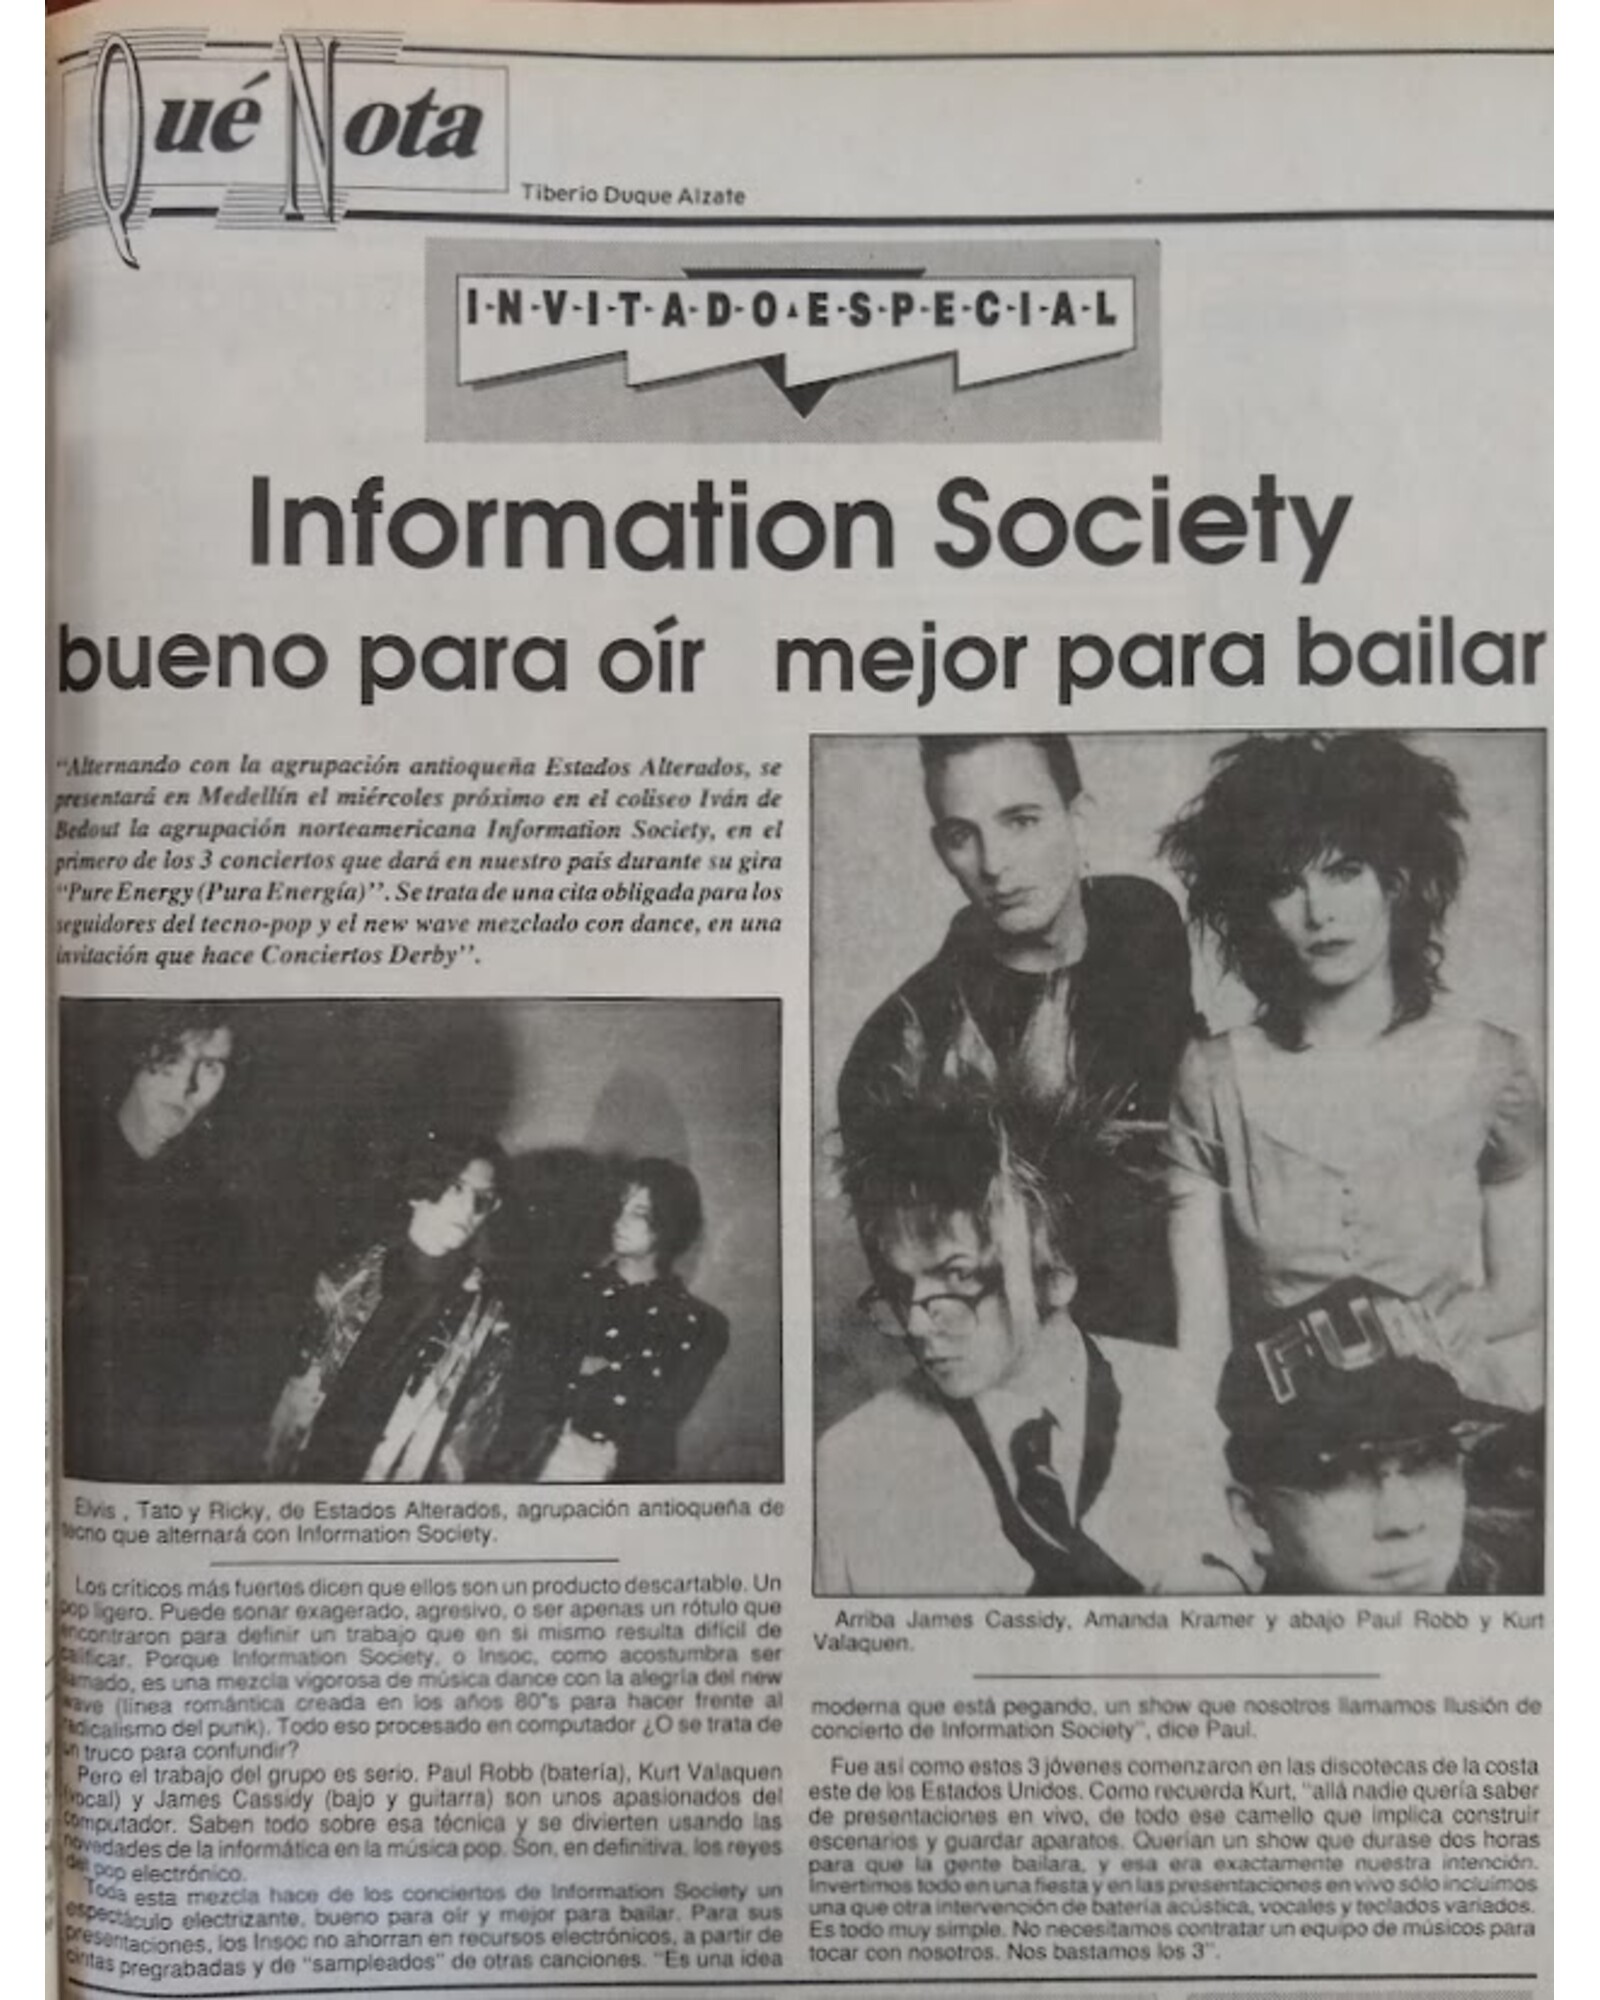 Qué Nota
Tiberio Duque Alzate
I-N-V-I-T-A-D-O E-S-P-E-C-I-A-L
Information Society
bueno para oír mejor para bailar
"Alternando con la agrupación antioqueña Estados Alterados, se
presentará en Medellín el miércoles próximo en el coliseo Iván de
Bedout la agrupación norteamericana Information Society, en el
primero de los 3 conciertos que dará en nuestro país durante su gira
"Pure Energy (Pura Energía)". Se trata de una cita obligada para los
seguidores del tecno-pop y el new wave mezclado con dance, en una
invitación que hace Conciertos Derby".
Elvis , Tato y Ricky, de Estados Alterados, agrupación antioqueña de
tecno que alternará con Information Society.
Los críticos más fuertes dicen que ellos son un producto descartable. Un
pop ligero. Puede sonar exagerado, agresivo, o ser apenas un rótulo que
encontraron para definir un trabajo que en si mismo resulta difícil de
calificar. Porque Information Society, o Insoc, como acostumbra ser
llamado, es una mezcla vigorosa de música dance con la alegría del new
wave (línea romántica creada en los años 80"s para hacer frente al
radicalismo del punk). Todo eso procesado en computador ¿O se trata de
un truco para confundir?
Pero el trabajo del grupo es serio. Paul Robb (batería), Kurt Valaquen
(vocal) y James Cassidy (bajo y guitarra) son unos apasionados del
computador. Saben todo sobre esa técnica y se divierten usando las
novedades de la informática en la música pop. Son, en definitiva, los reyes
del pop electrónico.
Toda esta mezcla hace de los conciertos de Information Society un
espectáculo electrizante, bueno para oír y mejor para bailar. Para sus
presentaciones, los Insoc no ahorran en recursos electrónicos, a partir de
cintas pregrabadas y de "sampleados" de otras canciones. "Es una idea
FU
Arriba James Cassidy, Amanda Kramer y abajo Paul Robb y Kurt
Valaquen.
moderna que está pegando, un show que nosotros llamamos Ilusión de
concierto de Information Society", dice Paul.
Fue así como estos 3 jóvenes comenzaron en las discotecas de la costa
este de los Estados Unidos. Como recuerda Kurt, "allá nadie quería saber
de presentaciones en vivo, de todo ese camello que implica construir
escenarios y guardar aparatos. Querían un show que durase dos horas
para que la gente bailara, y esa era exactamente nuestra intención.
Invertimos todo en una fiesta y en las presentaciones en vivo sólo incluímos
una que otra intervención de batería acústica, vocales y teclados variados.
Es todo muy simple. No necesitamos contratar un equipo de músicos para
tocar con nosotros. Nos bastamos los 3".